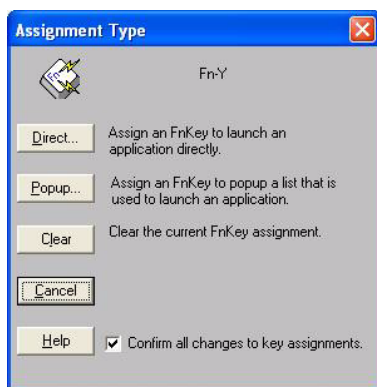 Assignment Type
Fn
Fn-Y
Direct...
Assign an FnKey to launch an
application directly.
Popup...
Assign an FnKey to popup a list that is
used to launch an application.
Clear
Clear the current FnKey assignment.
Cancel
Help
Confirm all changes to key assignments.